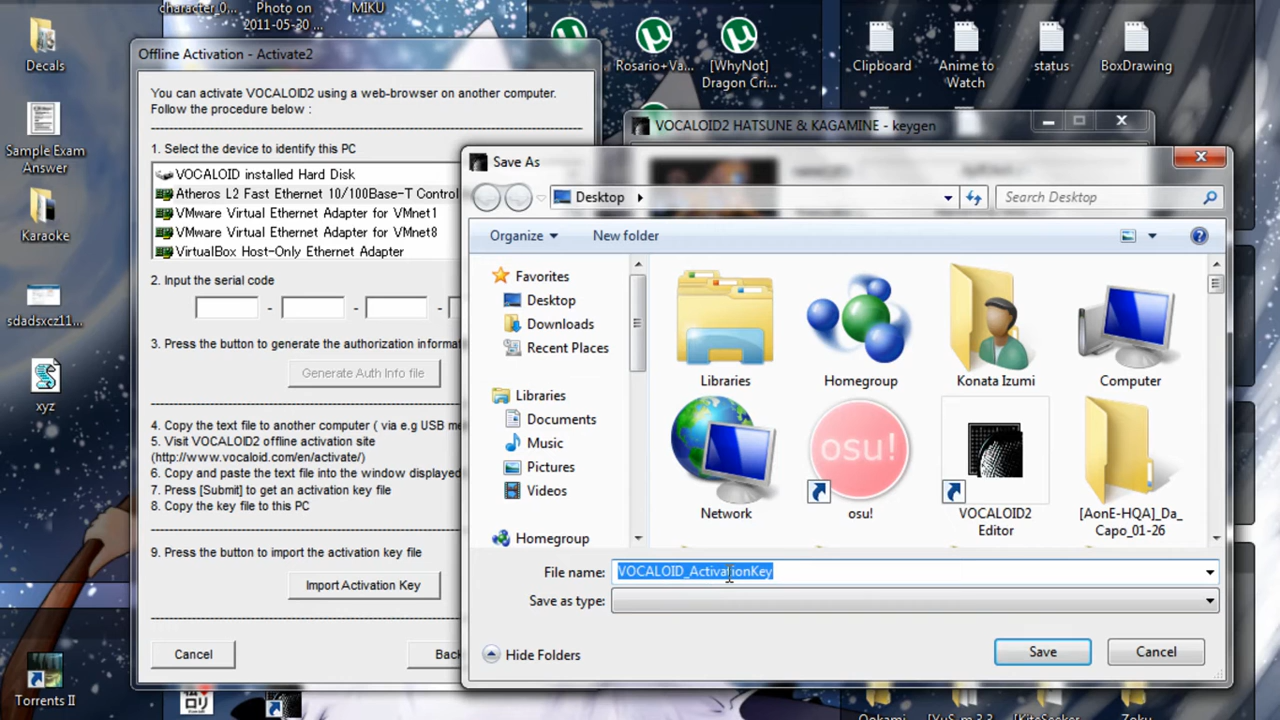 character_0...
Photo on
2011-05-30 ...
MIKU
Decals
Sample Exam
Answer
Karaoke
sdadsxcz11...
xyz
Torrents II
Rosario+Va...
[WhyNot]
Dragon Cri...
Clipboard
Anime to
Watch
status
BoxDrawing
Offline Activation - Activate2
You can activate VOCALOID2 using a web-browser on another computer.
Follow the procedure below :
1. Select the device to identify this PC
VOCALOID installed Hard Disk
Atheros L2 Fast Ethernet 10/100Base-T Control
VMware Virtual Ethernet Adapter for VMnet1
VMware Virtual Ethernet Adapter for VMnet8
VirtualBox Host-Only Ethernet Adapter
2. Input the serial code
- - -
3. Press the button to generate the authorization informat
Generate Auth Info file
4. Copy the text file to another computer ( via e.g USB me
5. Visit VOCALOID2 offline activation site
(http://www.vocaloid.com/en/activate/)
6. Copy and paste the text file into the window displayed
7. Press [Submit] to get an activation key file
8. Copy the key file to this PC
9. Press the button to import the activation key file
Import Activation Key
Cancel
Back
VOCALOID2 HATSUNE & KAGAMINE - keygen
Save As
Desktop
Search Desktop
Organize
New folder
Favorites
Desktop
Downloads
Recent Places
Libraries
Documents
Music
Pictures
Videos
Homegroup
Libraries
Homegroup
Konata Izumi
Computer
Network
osu!
osu!
VOCALOID2
Editor
[AonE-HQA]_Da_
Capo_01-26
File name:
VOCALOID_ActivationKey
Save as type:
Hide Folders
Save
Cancel
ロリ